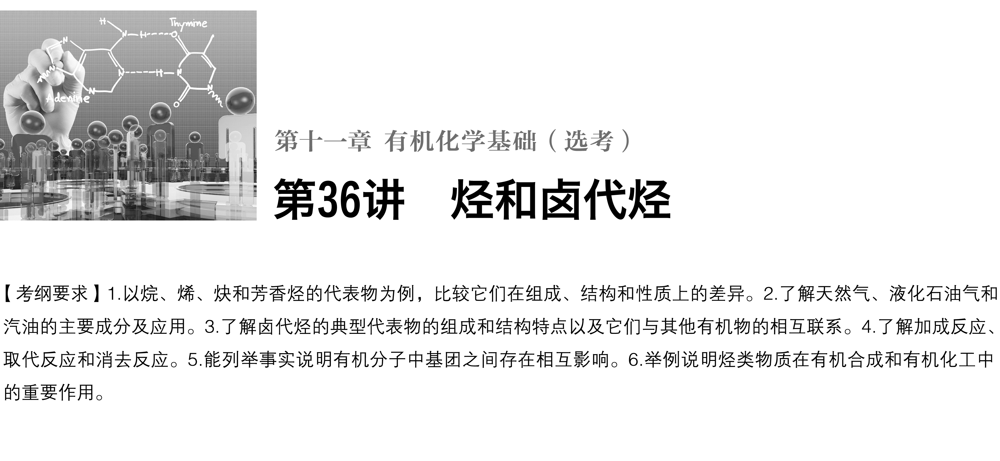 H
Thymine
N H O
N
N H N
N
N
N
O
Adenine
第十一章 有机化学基础（选考）
第36讲 烃和卤代烃
【考纲要求】1.以烷、烯、炔和芳香烃的代表物为例，比较它们在组成、结构和性质上的差异。2.了解天然气、液化石油气和
汽油的主要成分及应用。3.了解卤代烃的典型代表物的组成和结构特点以及它们与其他有机物的相互联系。4.了解加成反应、
取代反应和消去反应。5.能列举事实说明有机分子中基团之间存在相互影响。6.举例说明烃类物质在有机合成和有机化工中
的重要作用。